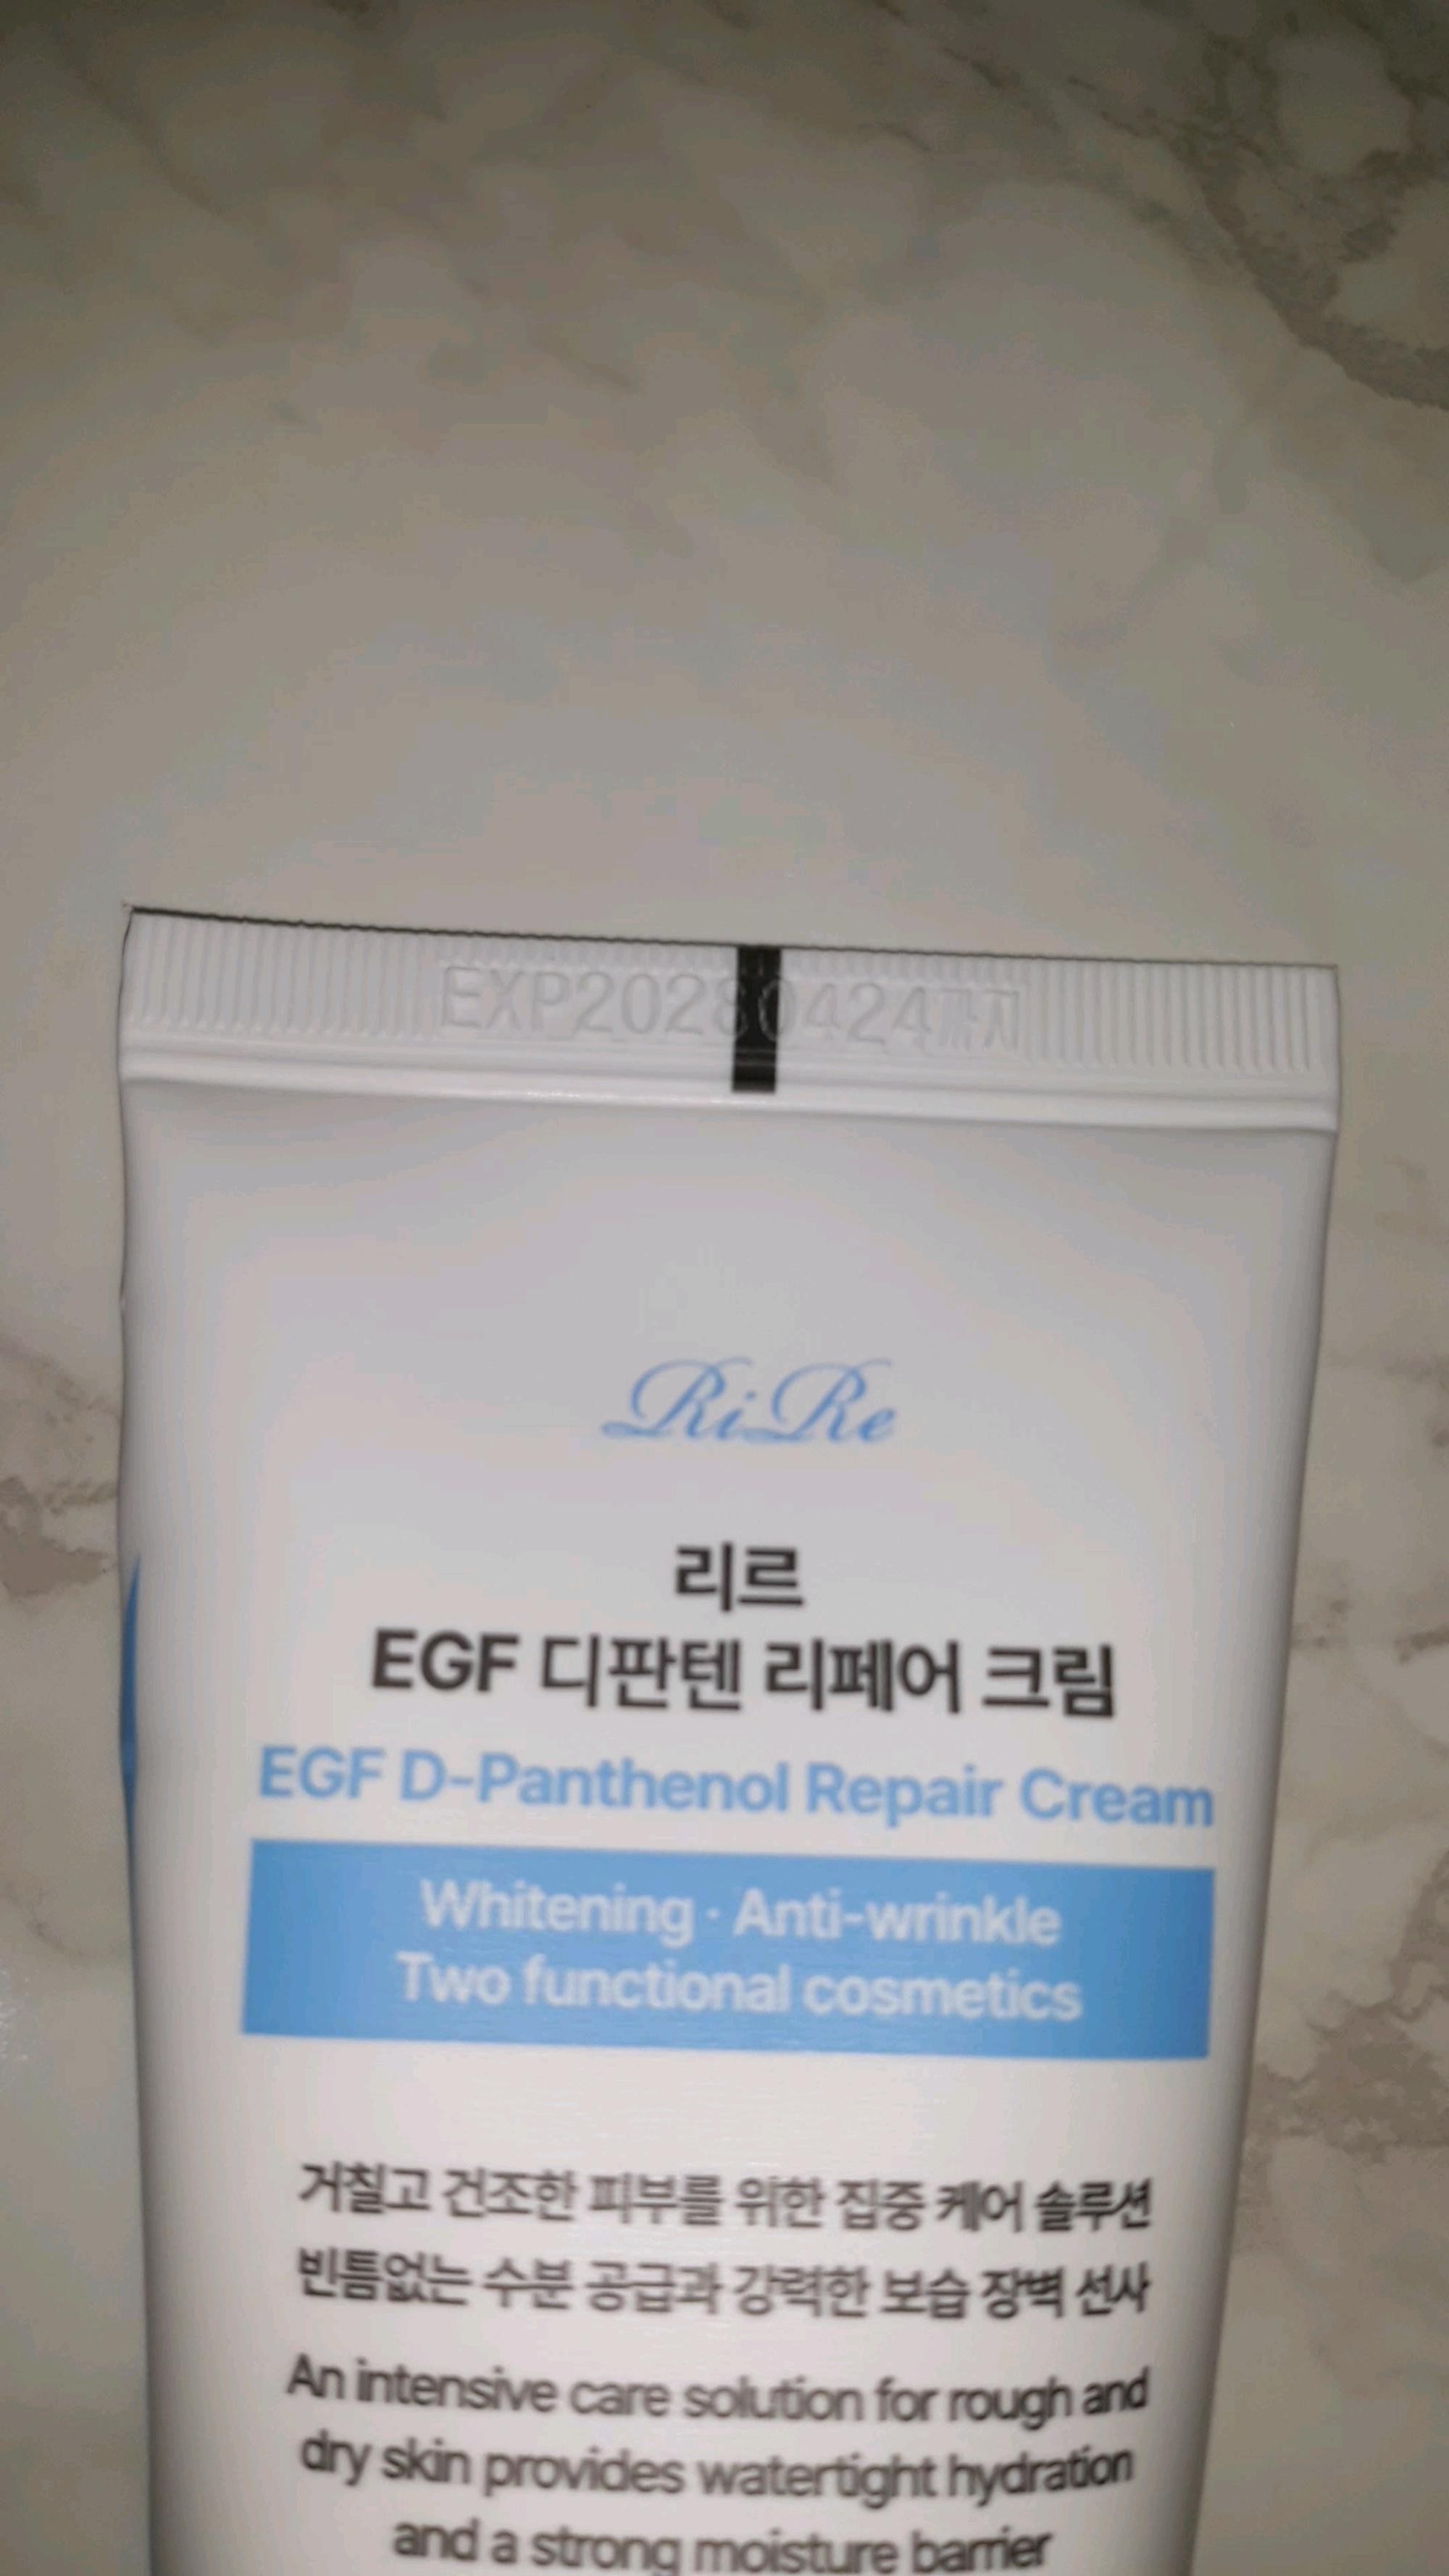 EXP20280424까지
RiRe
리르
EGF 디판텐 리페어 크림
EGF D-Panthenol Repair Cream
Whitening · Anti-wrinkle
Two functional cosmetics
거칠고 건조한 피부를 위한 집중 케어 솔루션
빈틈없는 수분 공급과 강력한 보습 장벽 선사
An intensive care solution for rough and
dry skin provides watertight hydration
and a strong moisture barrier